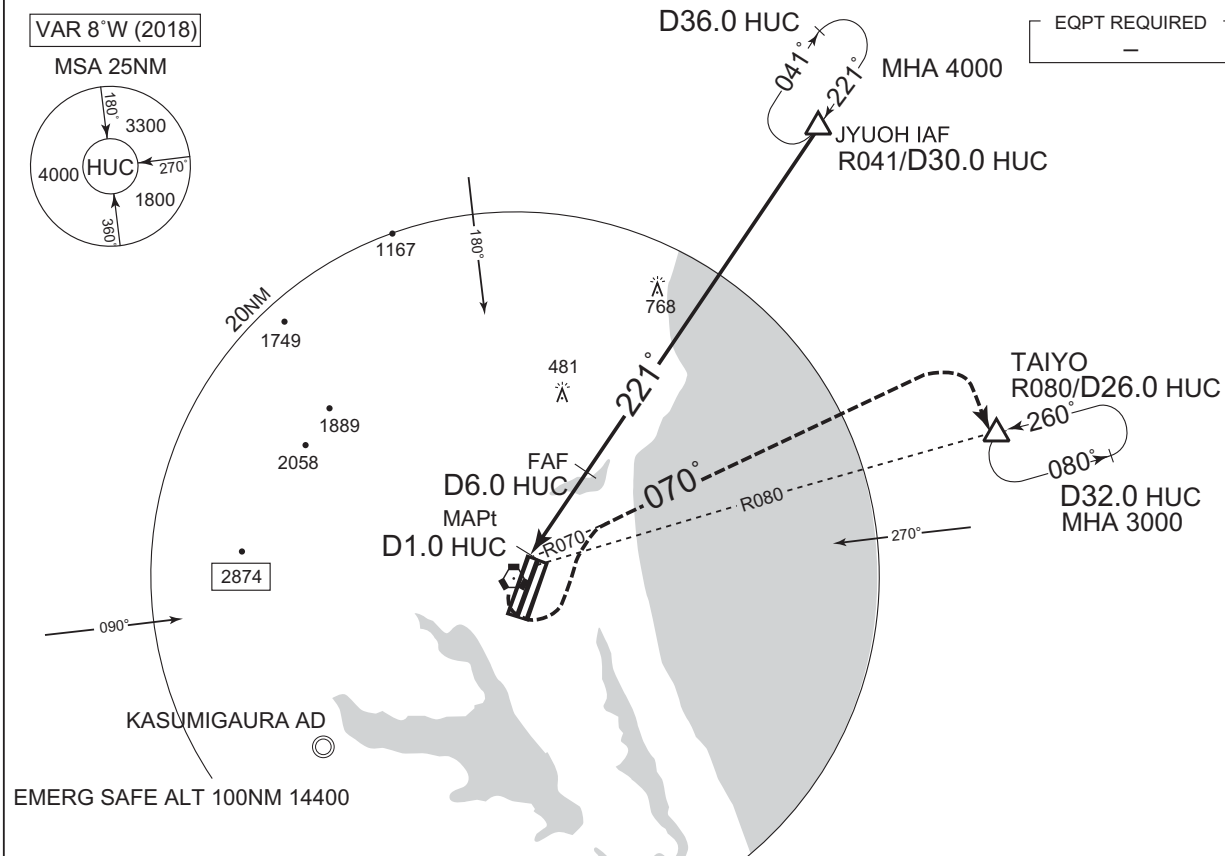 VAR 8°W (2018)
MSA 25NM
180°
3300
HUC
4000
270°
1800
360°
D36.0 HUC
EQPT REQUIRED
–
041°
221°
MHA 4000
JYUOH IAF
R041/D30.0 HUC
1167
180°
20NM
768
1749
481
221°
TAIYO
R080/D26.0 HUC
1889
260°
2058
FAF
D6.0 HUC
070°
080°
R080
D32.0 HUC
MHA 3000
MAPt
D1.0 HUC
R070
270°
2874
090°
KASUMIGAURA AD
EMERG SAFE ALT 100NM 14400